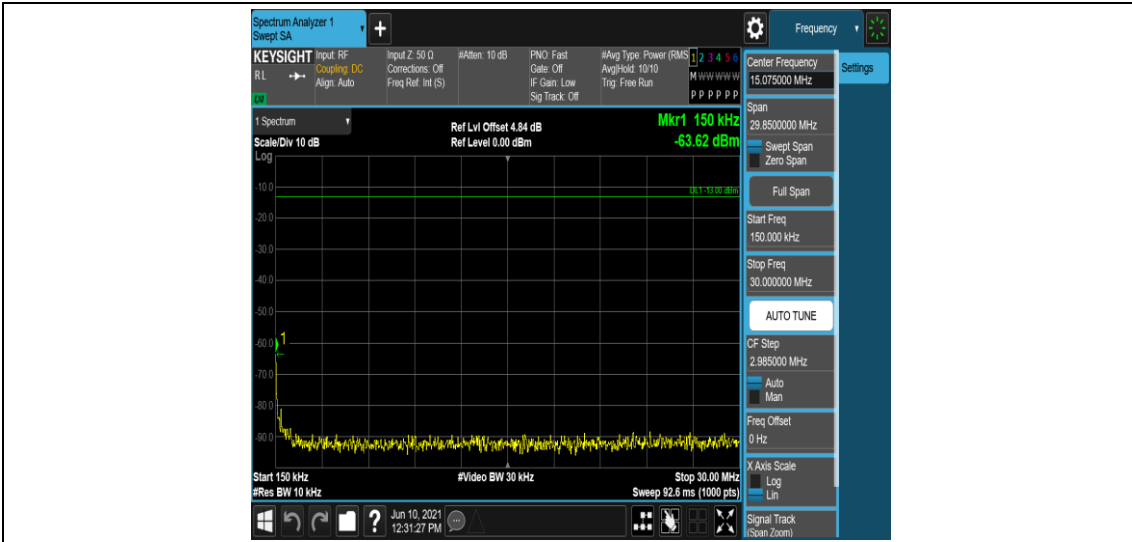 Spectrum Analyzer 1
Swept SA
+
Frequency
KEYSIGHT
RL
LXI
Input: RF
Coupling: DC
Align: Auto
Input Z: 50 Ω
Corrections: Off
Freq Ref: Int (S)
#Atten: 10 dB
PNO: Fast
Gate: Off
IF Gain: Low
Sig Track: Off
#Avg Type: Power (RMS
Avg|Hold: 10/10
Trig: Free Run
1 2 3 4 5 6
M W W W W W
P P P P P P
1 Spectrum
Scale/Div 10 dB
Log
Ref Lvl Offset 4.84 dB
Ref Level 0.00 dBm
Mkr1 150 kHz
-63.62 dBm
DL1 -13.00 dBm
-10.0
-20.0
-30.0
-40.0
-50.0
-60.0
-70.0
-80.0
-90.0
1
Start 150 kHz
#Res BW 10 kHz
#Video BW 30 kHz
Stop 30.00 MHz
Sweep 92.6 ms (1000 pts)
?
Jun 10, 2021
12:31:27 PM
Center Frequency
15.075000 MHz
Settings
Span
29.8500000 MHz
Swept Span
Zero Span
Full Span
Start Freq
150.000 kHz
Stop Freq
30.000000 MHz
AUTO TUNE
CF Step
2.985000 MHz
Auto
Man
Freq Offset
0 Hz
X Axis Scale
Log
Lin
Signal Track
(Span Zoom)